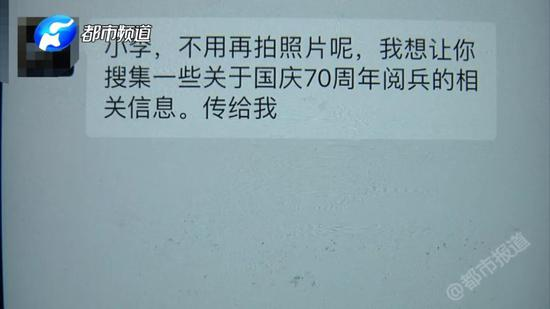 都市频道
小李，不用再拍照片呢，我想让你
搜集一些关于国庆70周年阅兵的相
关信息。传给我
@都市报道